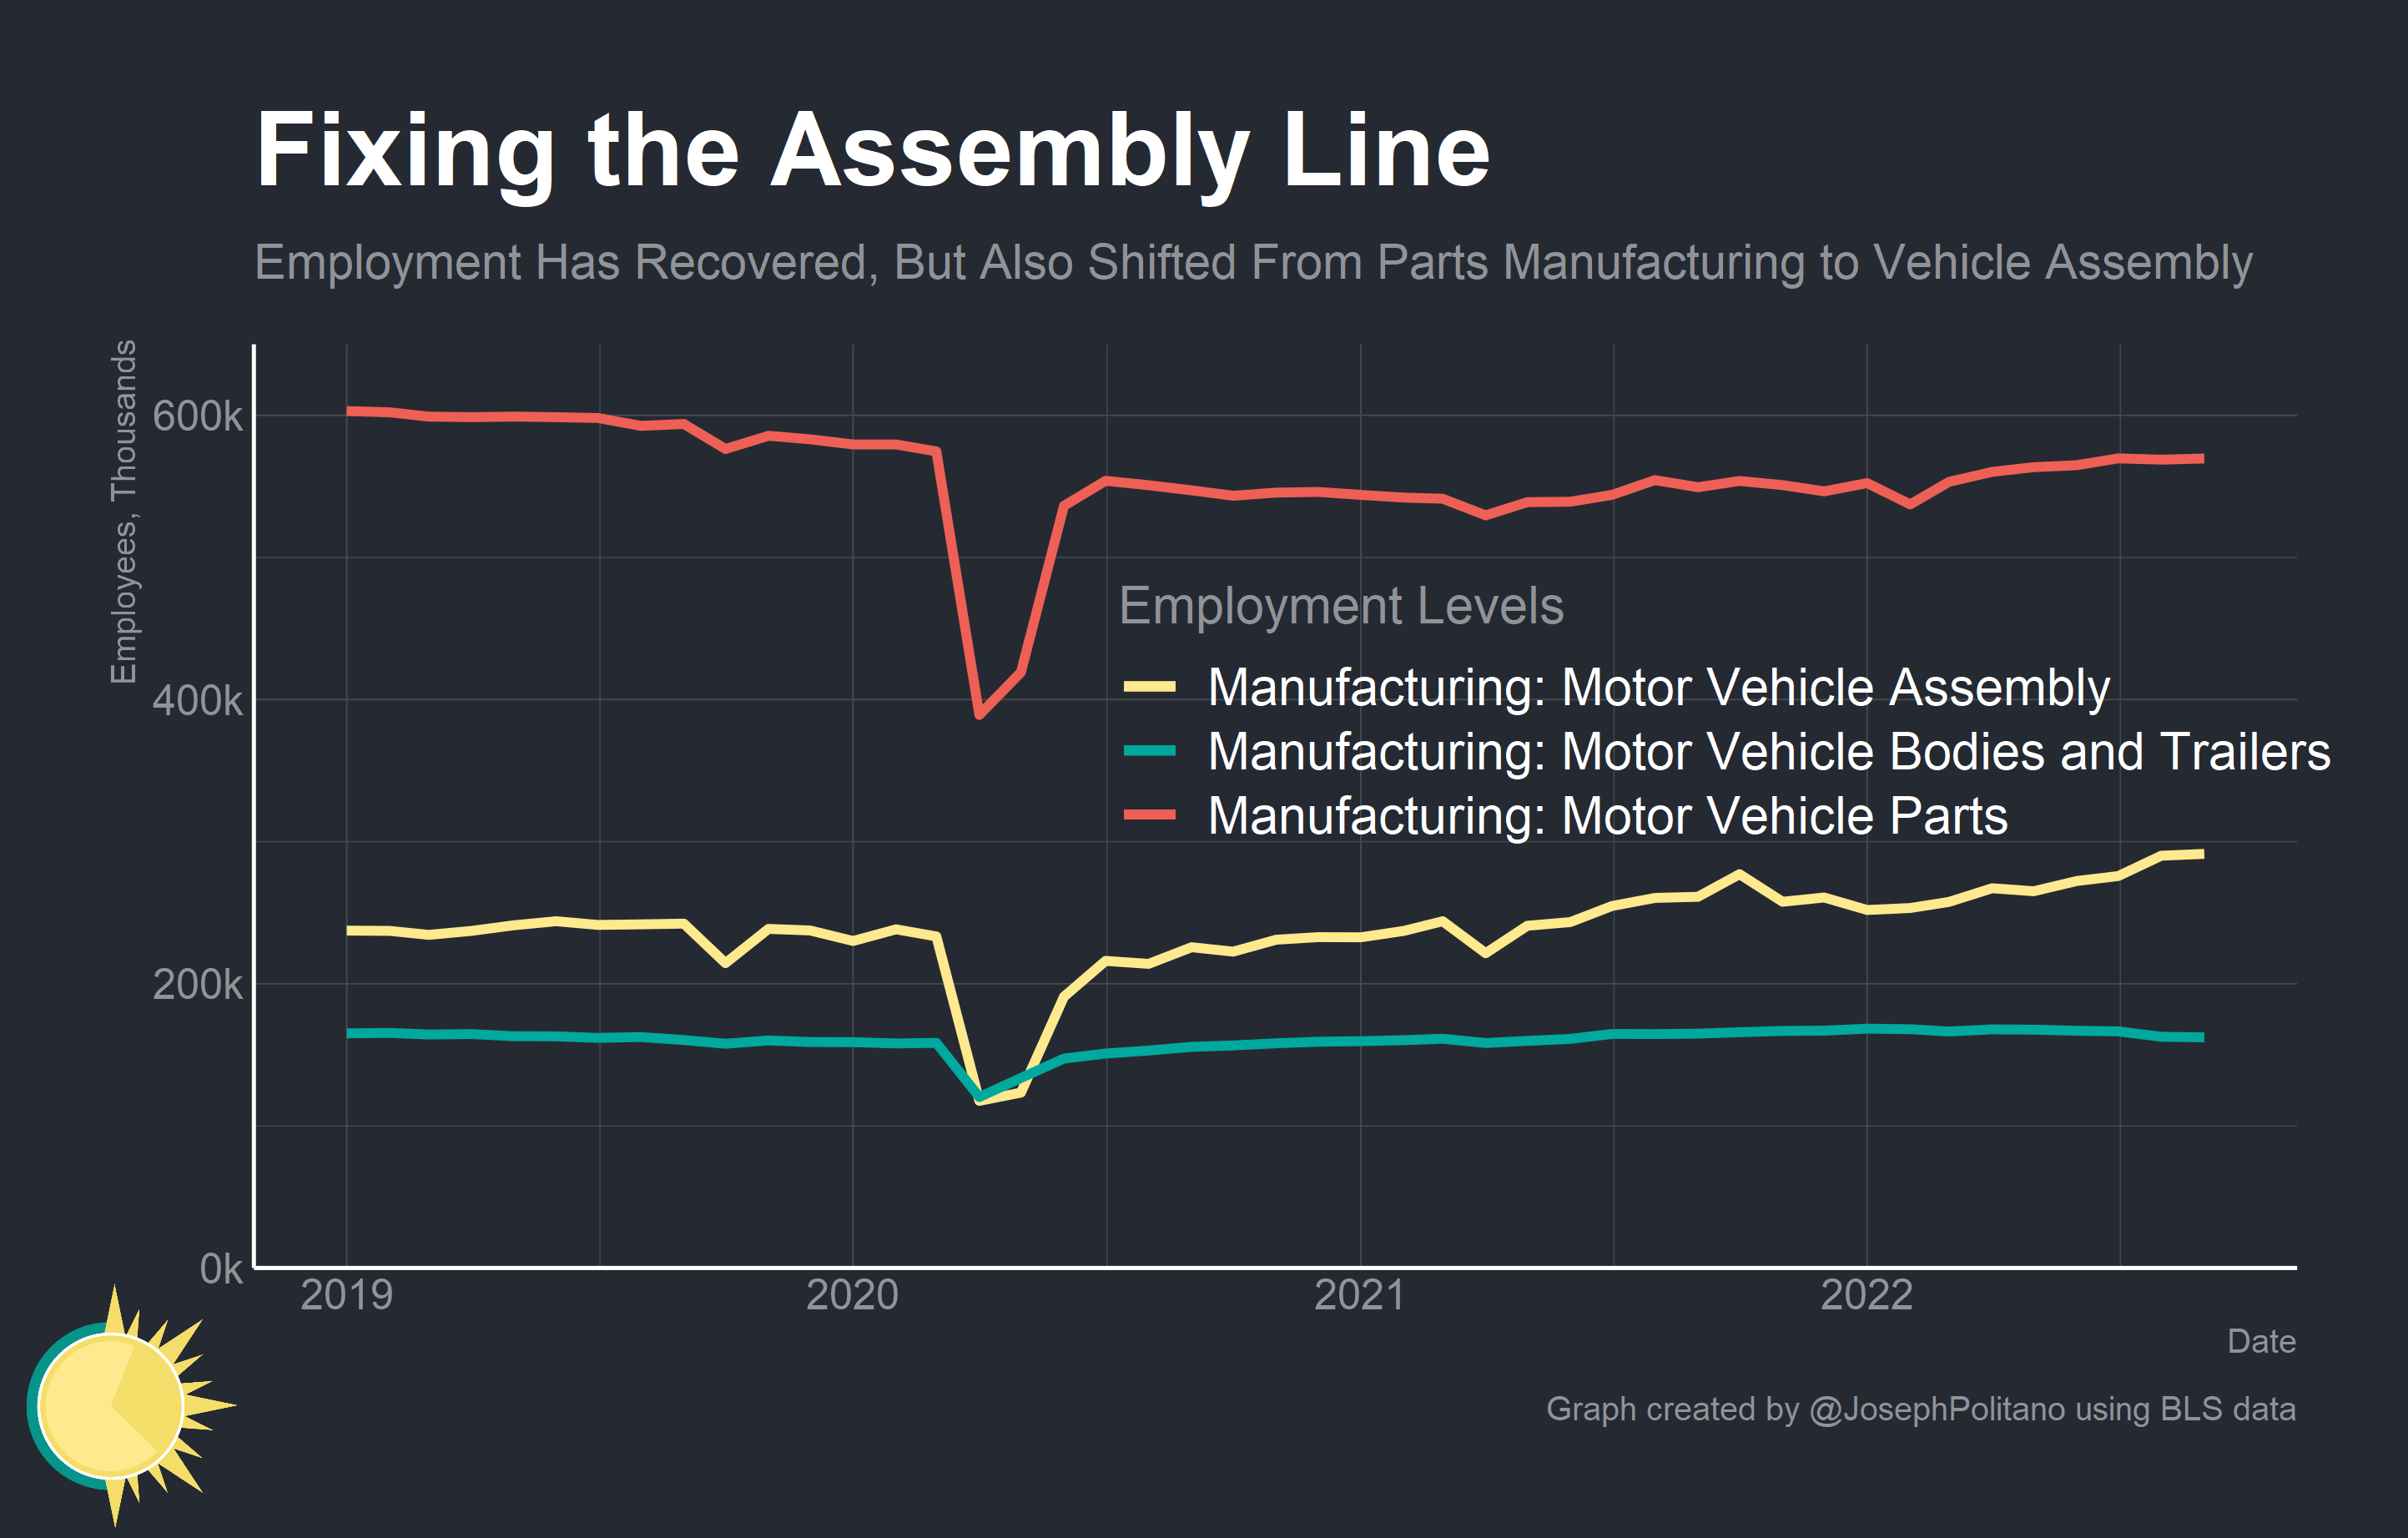 Fixing the Assembly Line
Employment Has Recovered, But Also Shifted From Parts Manufacturing to Vehicle Assembly
Employees, Thousands
600k
400k
200k
0k
Employment Levels
Manufacturing: Motor Vehicle Assembly
Manufacturing: Motor Vehicle Bodies and Trailers
Manufacturing: Motor Vehicle Parts
2019 2020 2021 2022
Date
Graph created by @JosephPolitano using BLS data